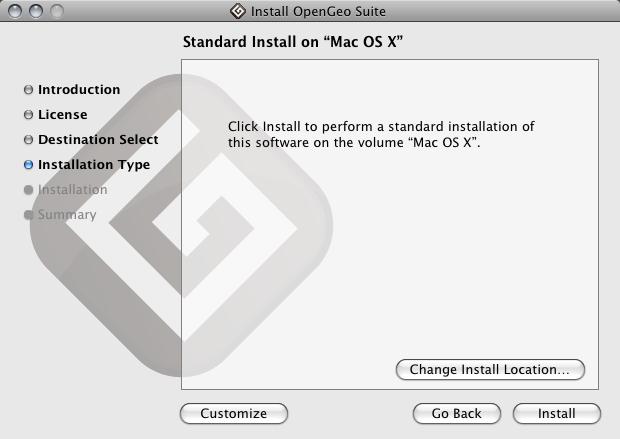 Install OpenGeo Suite
Standard Install on “Mac OS X”
Introduction
License
Destination Select
Installation Type
Installation
Summary
Click Install to perform a standard installation of
this software on the volume “Mac OS X”.
Change Install Location...
Customize
Go Back
Install